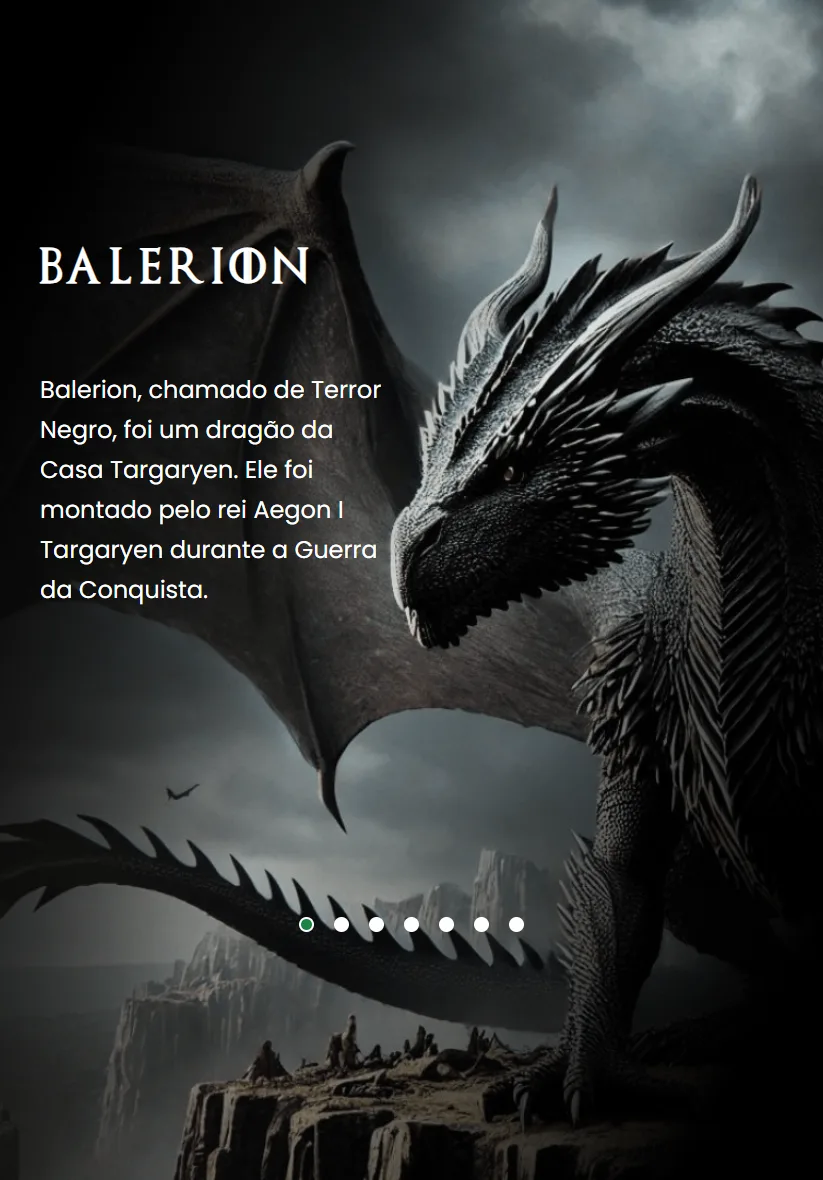 BALERION
Balerion, chamado de Terror
Negro, foi um dragão da
Casa Targaryen. Ele foi
montado pelo rei Aegon I
Targaryen durante a Guerra
da Conquista.